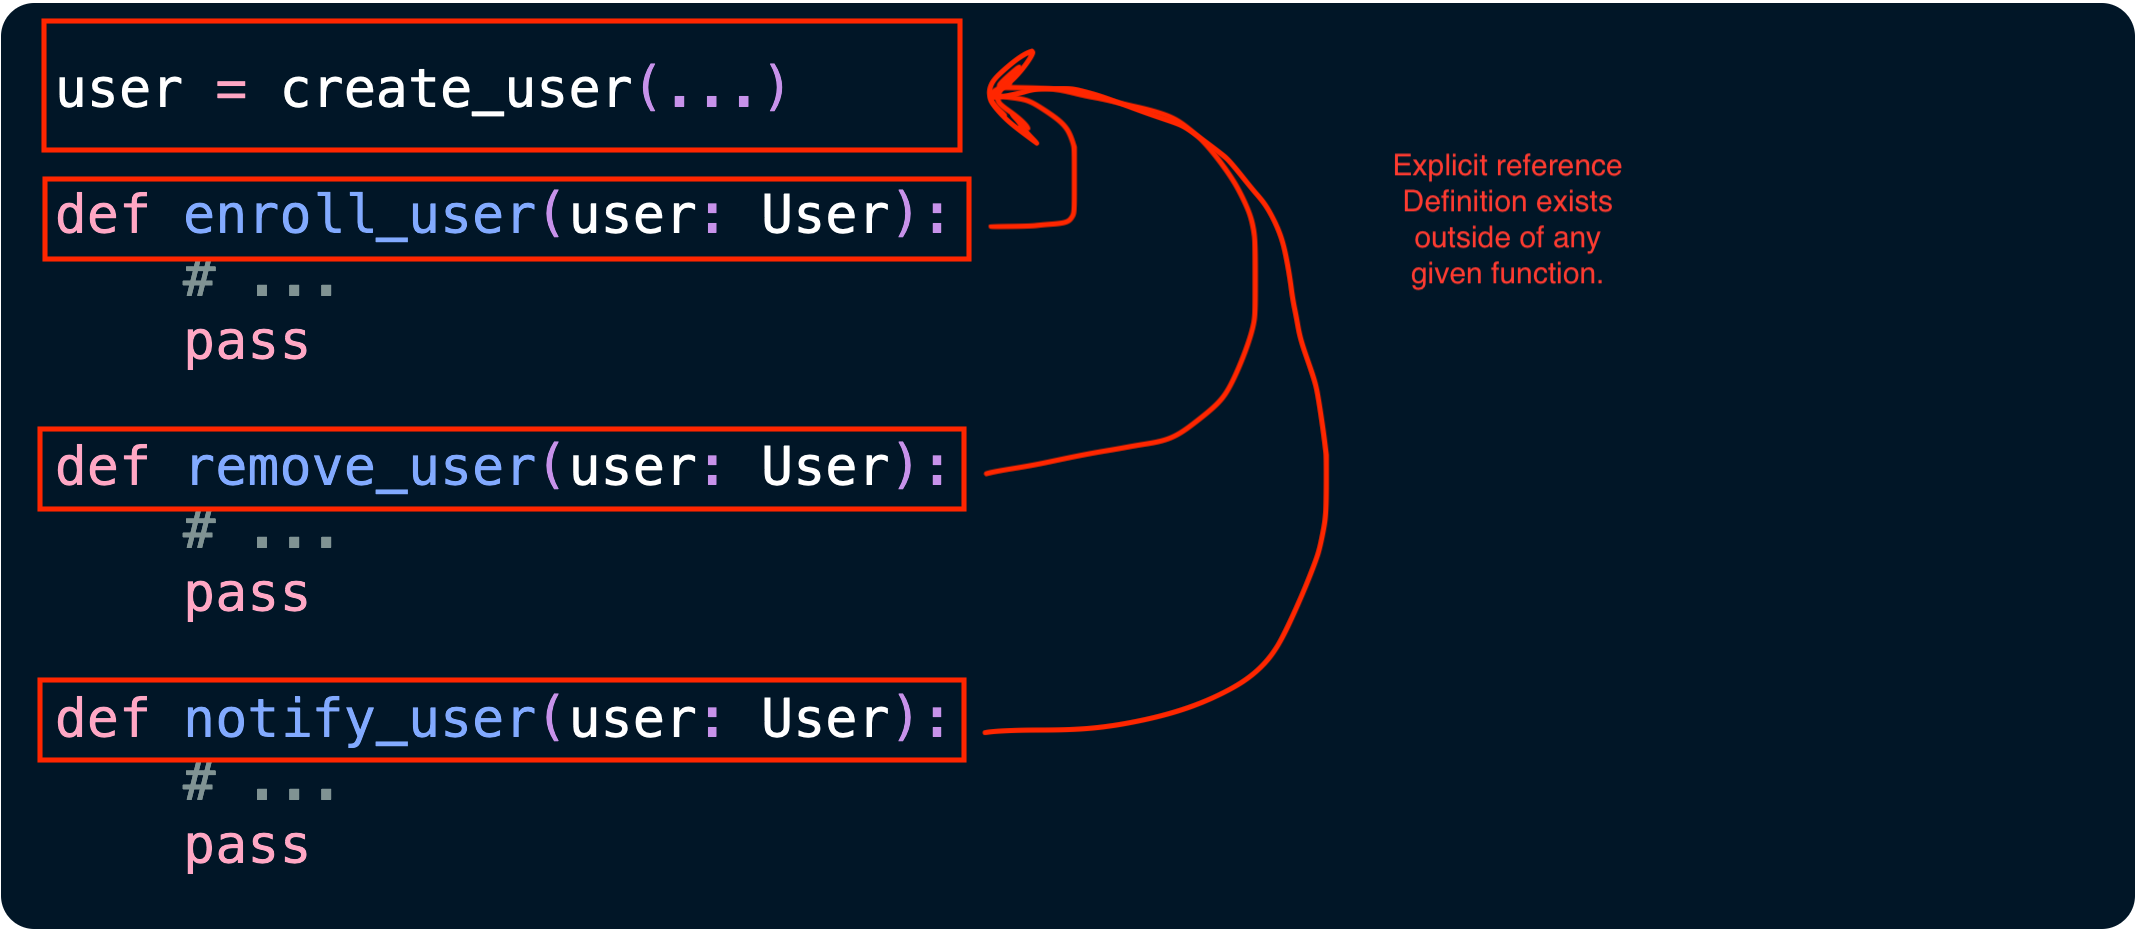 user = create_user(...)
def enroll_user(user: User):
# ...
pass
def remove_user(user: User):
# ...
pass
def notify_user(user: User):
# ...
pass
Explicit reference
Definition exists
outside of any
given function.